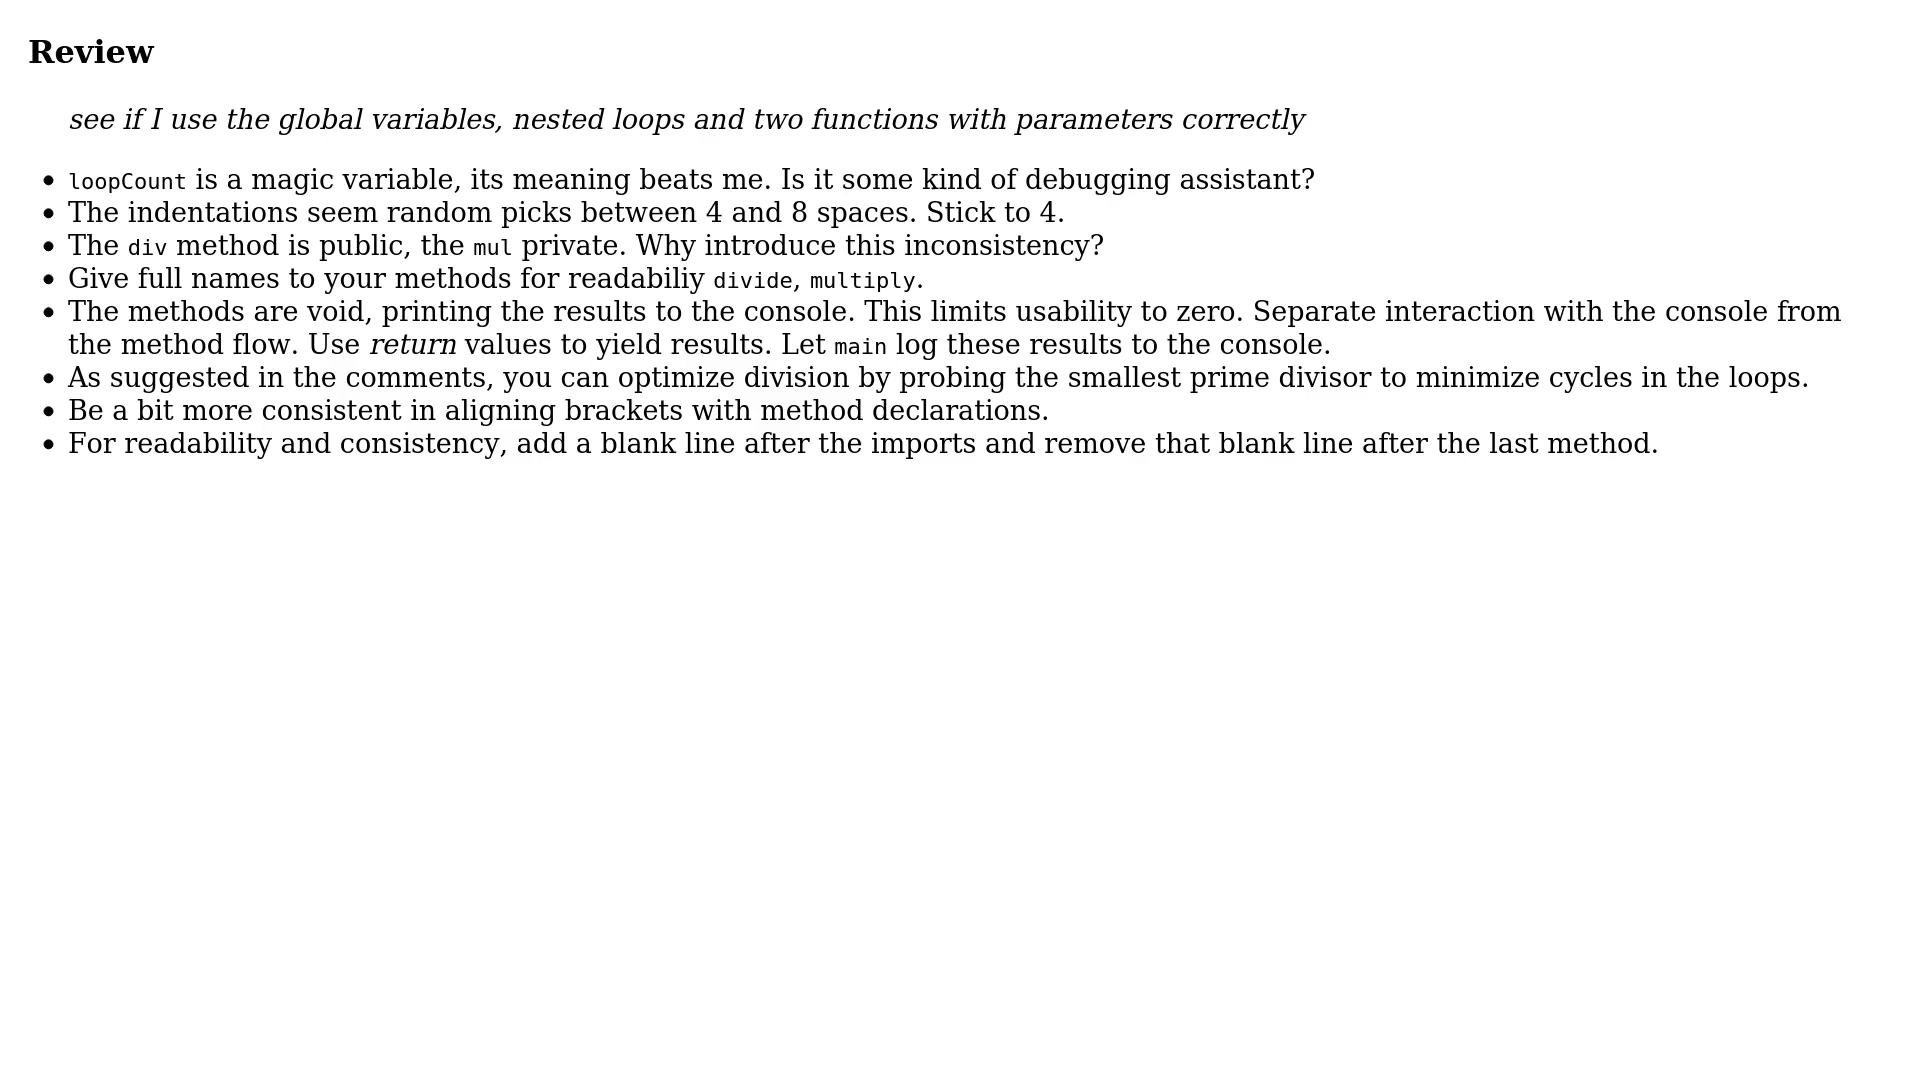 Review
see if I use the global variables, nested loops and two functions with parameters correctly
• loopCount is a magic variable, its meaning beats me. Is it some kind of debugging assistant?
• The indentations seem random picks between 4 and 8 spaces. Stick to 4.
• The div method is public, the mul private. Why introduce this inconsistency?
• Give full names to your methods for readabiliy divide, multiply.
• The methods are void, printing the results to the console. This limits usability to zero. Separate interaction with the console from
the method flow. Use return values to yield results. Let main log these results to the console.
• As suggested in the comments, you can optimize division by probing the smallest prime divisor to minimize cycles in the loops.
• Be a bit more consistent in aligning brackets with method declarations.
• For readability and consistency, add a blank line after the imports and remove that blank line after the last method.